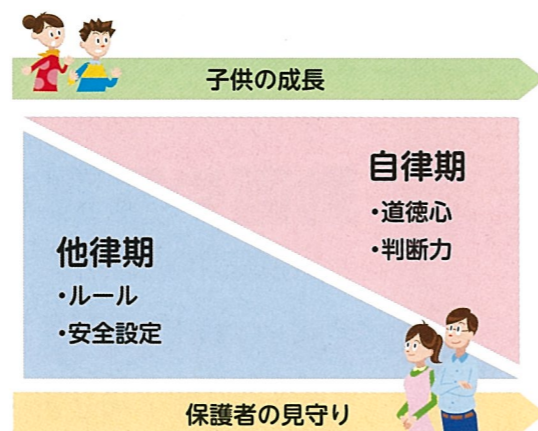 子供の成長
自律期
・道徳心
・判断力
他律期
・ルール
・安全設定
保護者の見守り